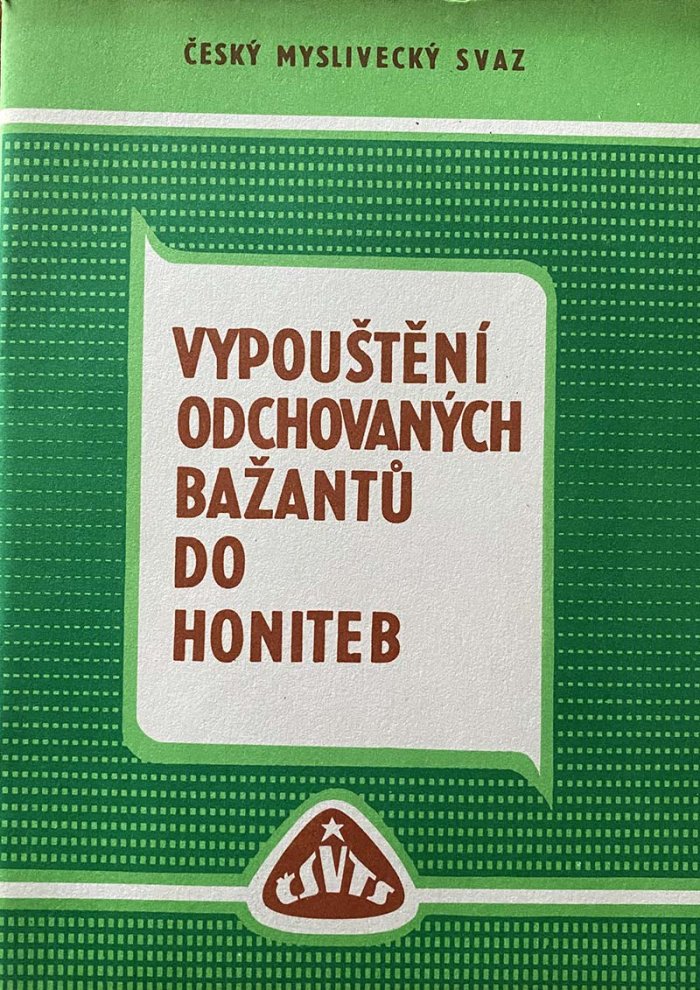 ČESKÝ MYSLIVECKÝ SVAZ
VYPOUŠTĚNÍ
ODCHOVANÝCH
BAŽANTŮ
DO
HONITEB
ČSVTS